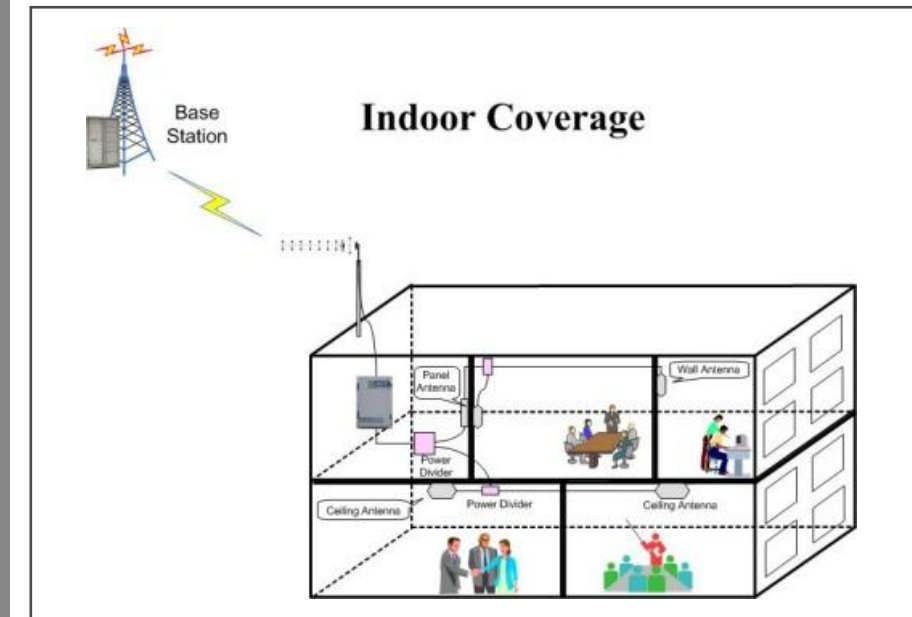 Base
Station
Indoor Coverage
Panel
Antenna
Wall Antenna
Power
Divider
Ceiling Antenna
Power Divider
Ceiling Antenna